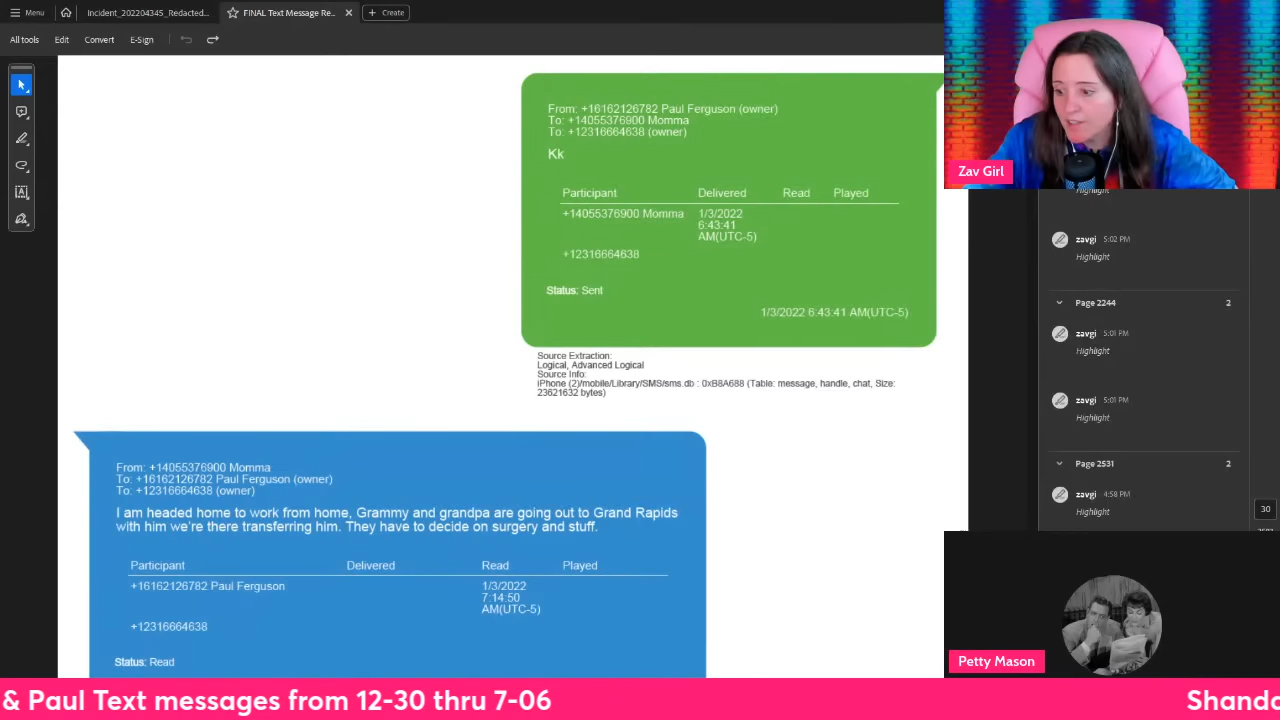 Menu
Incident_202204345_Redacted...
FINAL Text Message Re...
Create
All tools
Edit
Convert
E-Sign
From: +16162126782 Paul Ferguson (owner)
To: +14055376900 Momma
To: +12316664638 (owner)
Kk
Participant Delivered Read Played
+14055376900 Momma 1/3/2022
6:43:41
AM(UTC-5)
+12316664638
Status: Sent
1/3/2022 6:43:41 AM(UTC-5)
Source Extraction:
Logical, Advanced Logical
Source Info:
iPhone (2)/mobile/Library/SMS/sms.db : 0xB8A688 (Table: message, handle, chat, Size:
23621632 bytes)
From: +14055376900 Momma
To: +16162126782 Paul Ferguson (owner)
To: +12316664638 (owner)
I am headed home to work from home, Grammy and grandpa are going out to Grand Rapids
with him we're there transferring him. They have to decide on surgery and stuff.
Participant Delivered Read Played
+16162126782 Paul Ferguson 1/3/2022
7:14:50
AM(UTC-5)
+12316664638
Status: Read
Zav Girl
Highlight
zavgi 5:02 PM
Highlight
Page 2244 2
zavgi 5:01 PM
Highlight
zavgi 5:01 PM
Highlight
Page 2531 2
zavgi 4:58 PM
Highlight
30
Petty Mason
& Paul Text messages from 12-30 thru 7-06
Shando